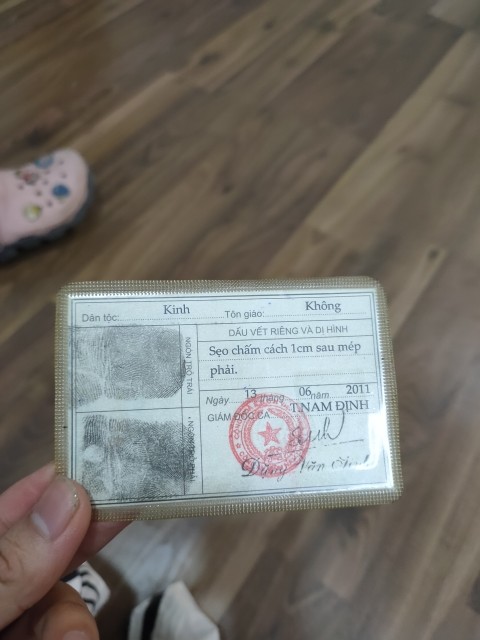 Dân tộc: Kinh Tôn giáo: Không
DẤU VẾT RIÊNG VÀ DỊ HÌNH
Sẹo chấm cách 1cm sau mép
phải.
Ngày 13 tháng 06 năm 2011
GIÁM ĐỐC CA T.NAM ĐỊNH
NGÓN TRỎ TRÁI